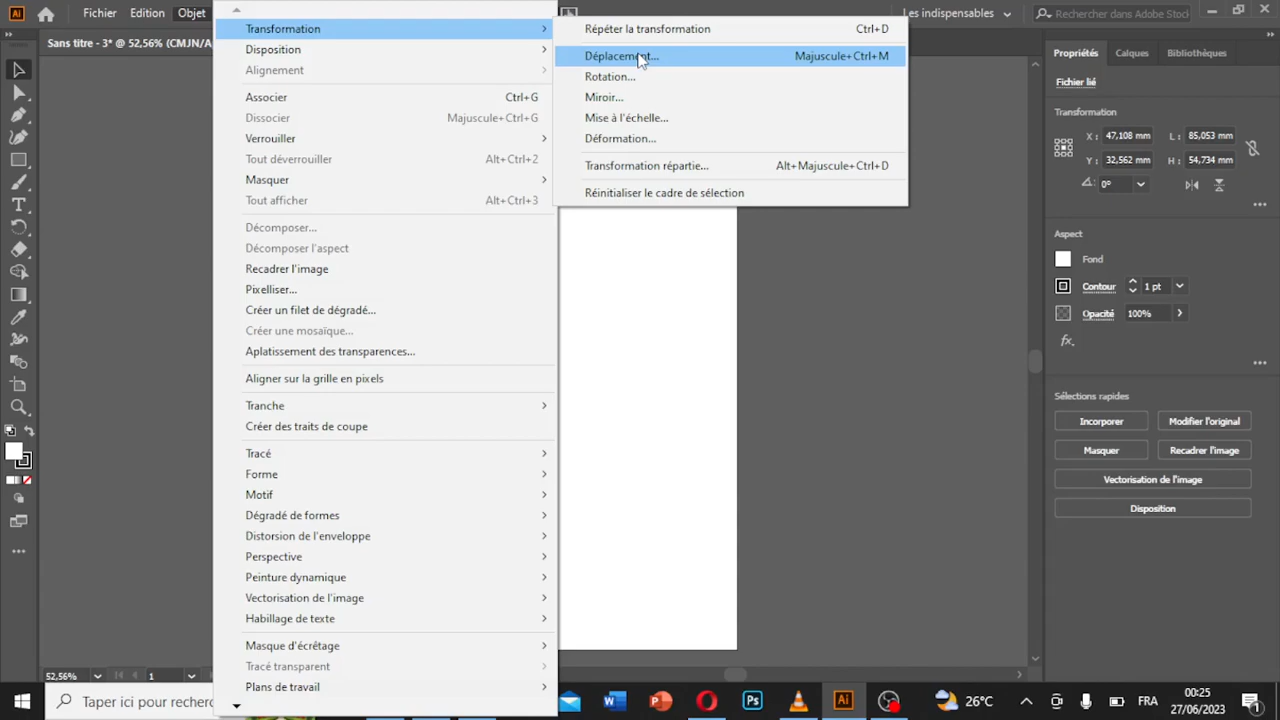 Ai
Fichier
Edition
Objet
Les indispensables
Rechercher dans Adobe Stock
Sans titre - 3* @ 52,56% (CMJN/A
Transformation
Disposition
Alignement
Associer Ctrl+G
Dissocier Majuscule+Ctrl+G
Verrouiller
Tout déverrouiller Alt+Ctrl+2
Masquer
Tout afficher Alt+Ctrl+3
Décomposer...
Décomposer l'aspect
Recadrer l'image
Pixelliser...
Créer un filet de dégradé...
Créer une mosaïque...
Aplatissement des transparences...
Aligner sur la grille en pixels
Tranche
Créer des traits de coupe
Tracé
Forme
Motif
Dégradé de formes
Distorsion de l'enveloppe
Perspective
Peinture dynamique
Vectorisation de l'image
Habillage de texte
Masque d'écrêtage
Tracé transparent
Plans de travail
Répéter la transformation Ctrl+D
Déplacement... Majuscule+Ctrl+M
Rotation...
Miroir...
Mise à l'échelle...
Déformation...
Transformation répartie... Alt+Majuscule+Ctrl+D
Réinitialiser le cadre de sélection
Propriétés Calques Bibliothèques
Fichier lié
Transformation
X : 47,108 mm L : 85,053 mm
Y : 32,562 mm H : 54,734 mm
0°
Aspect
Fond
Contour 1 pt
Opacité 100%
fx.
Sélections rapides
Incorporer Modifier l'original
Masquer Recadrer l'image
Vectorisation de l'image
Disposition
52,56% 1
Taper ici pour recherc
W P Ps Ai
26°C
FRA
00:25
27/06/2023